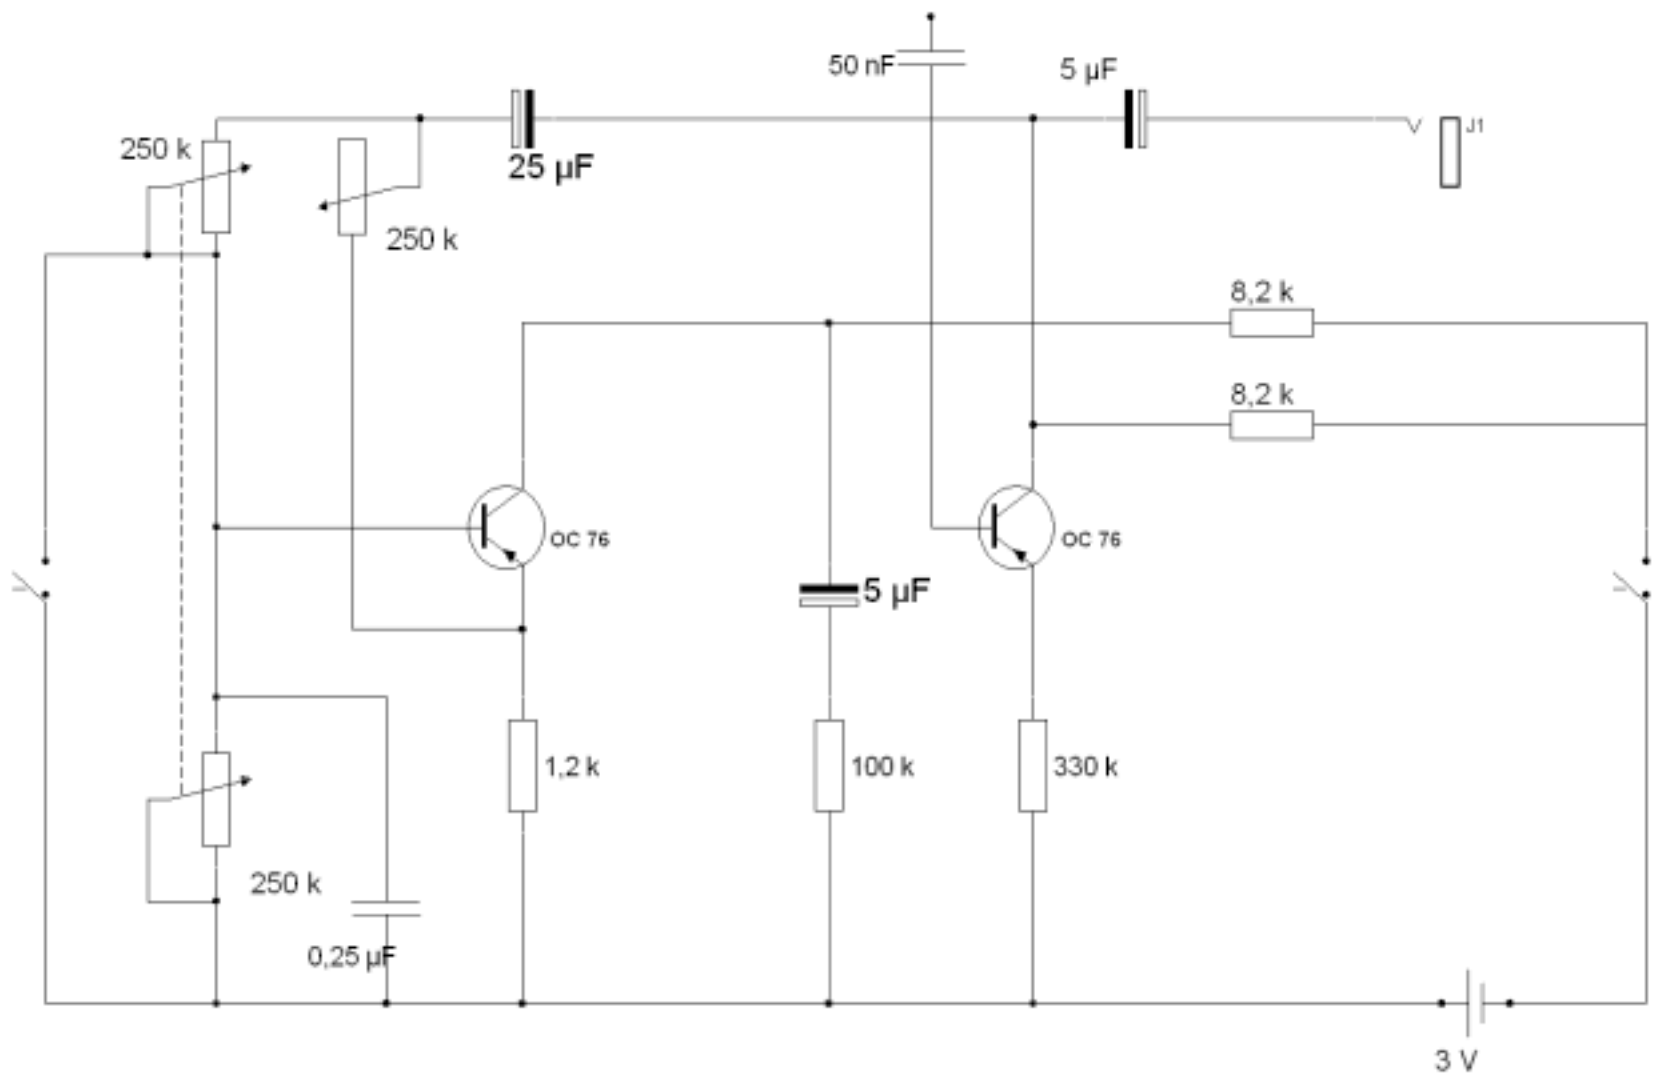 50 nF
5 µF
250 k
25 µF
J1
250 k
8,2 k
8,2 k
OC 76
OC 76
5 µF
1,2 k
100 k
330 k
250 k
0,25 µF
3 V